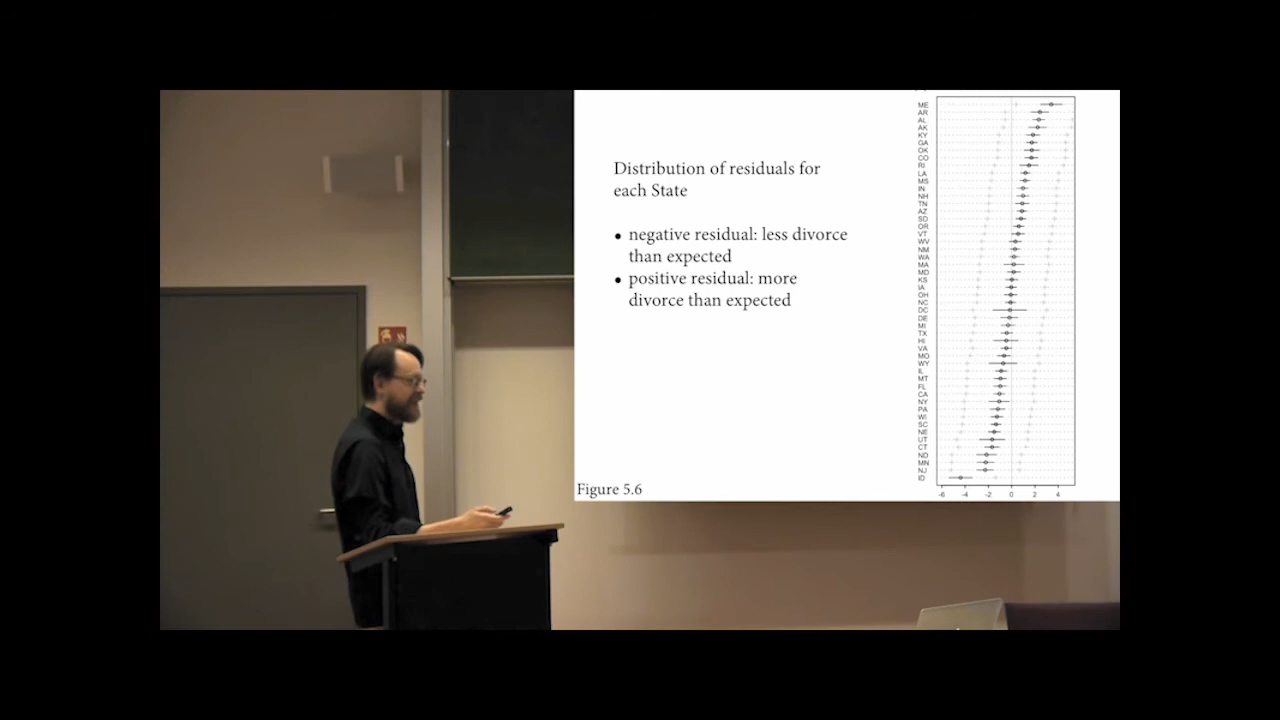 Distribution of residuals for
each State
• negative residual: less divorce
than expected
• positive residual: more
divorce than expected
Figure 5.6
ME
AR
AL
AK
KY
GA
OK
CO
RI
LA
MS
IN
NH
TN
AZ
SD
OR
VT
WV
NM
WA
MA
MD
KS
IA
OH
NC
DC
DE
MI
TX
HI
VA
MO
WY
IL
MT
FL
CA
NY
PA
WI
SC
NE
UT
CT
ND
MN
NJ
ID
-6 -4 -2 0 2 4